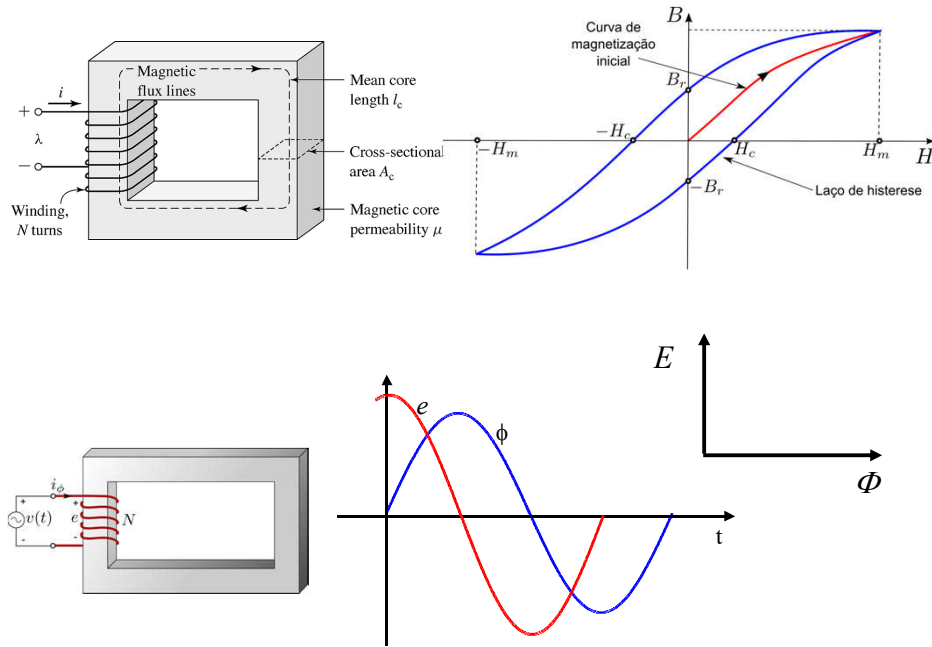 Magnetic
flux lines
Mean core
length l_c
i
+
λ
−
Cross-sectional
area A_c
Winding,
N turns
Magnetic core
permeability μ
B
Curva de
magnetização
inicial
B_r
−H_c
−H_m
H_c
H_m
H
−B_r
Laço de histerese
i_ϕ
+
v(t)
-
+
e
-
N
e
ϕ
t
E
Φ